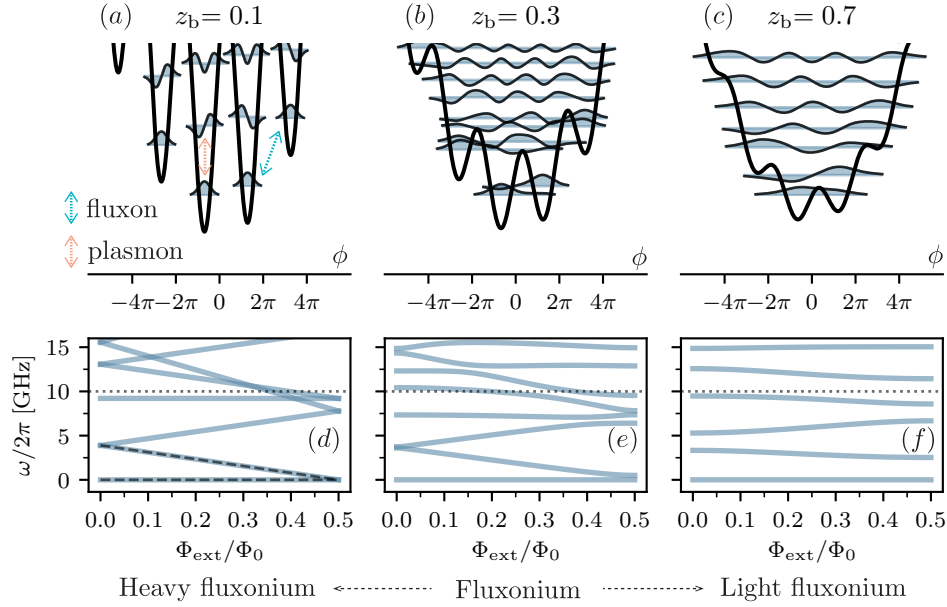 (a) z_b = 0.1
(b) z_b = 0.3
(c) z_b = 0.7
fluxon
plasmon
ϕ
ϕ
ϕ
−4π −2π 0 2π 4π
−4π −2π 0 2π 4π
−4π −2π 0 2π 4π
ω/2π [GHz]
15
10
5
0
(d)
(e)
(f)
0.0 0.1 0.2 0.3 0.4 0.5
0.0 0.1 0.2 0.3 0.4 0.5
0.0 0.1 0.2 0.3 0.4 0.5
Φ_ext/Φ_0
Φ_ext/Φ_0
Φ_ext/Φ_0
Heavy fluxonium
Fluxonium
Light fluxonium